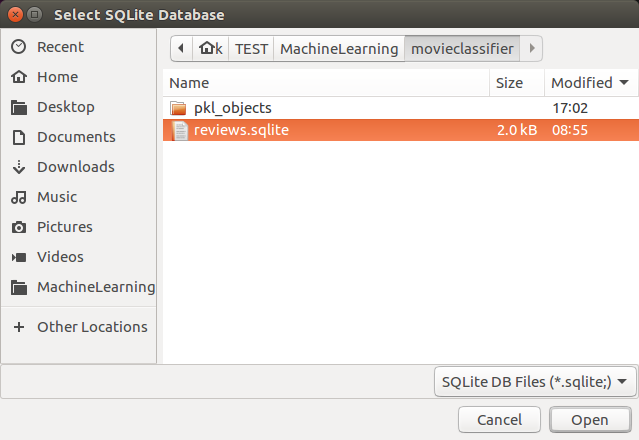 Select SQLite Database
Recent
Home
Desktop
Documents
Downloads
Music
Pictures
Videos
MachineLearning
Other Locations
k TEST MachineLearning movieclassifier
Name Size Modified
pkl_objects 17:02
reviews.sqlite 2.0 kB 08:55
SQLite DB Files (*.sqlite;)
Cancel Open